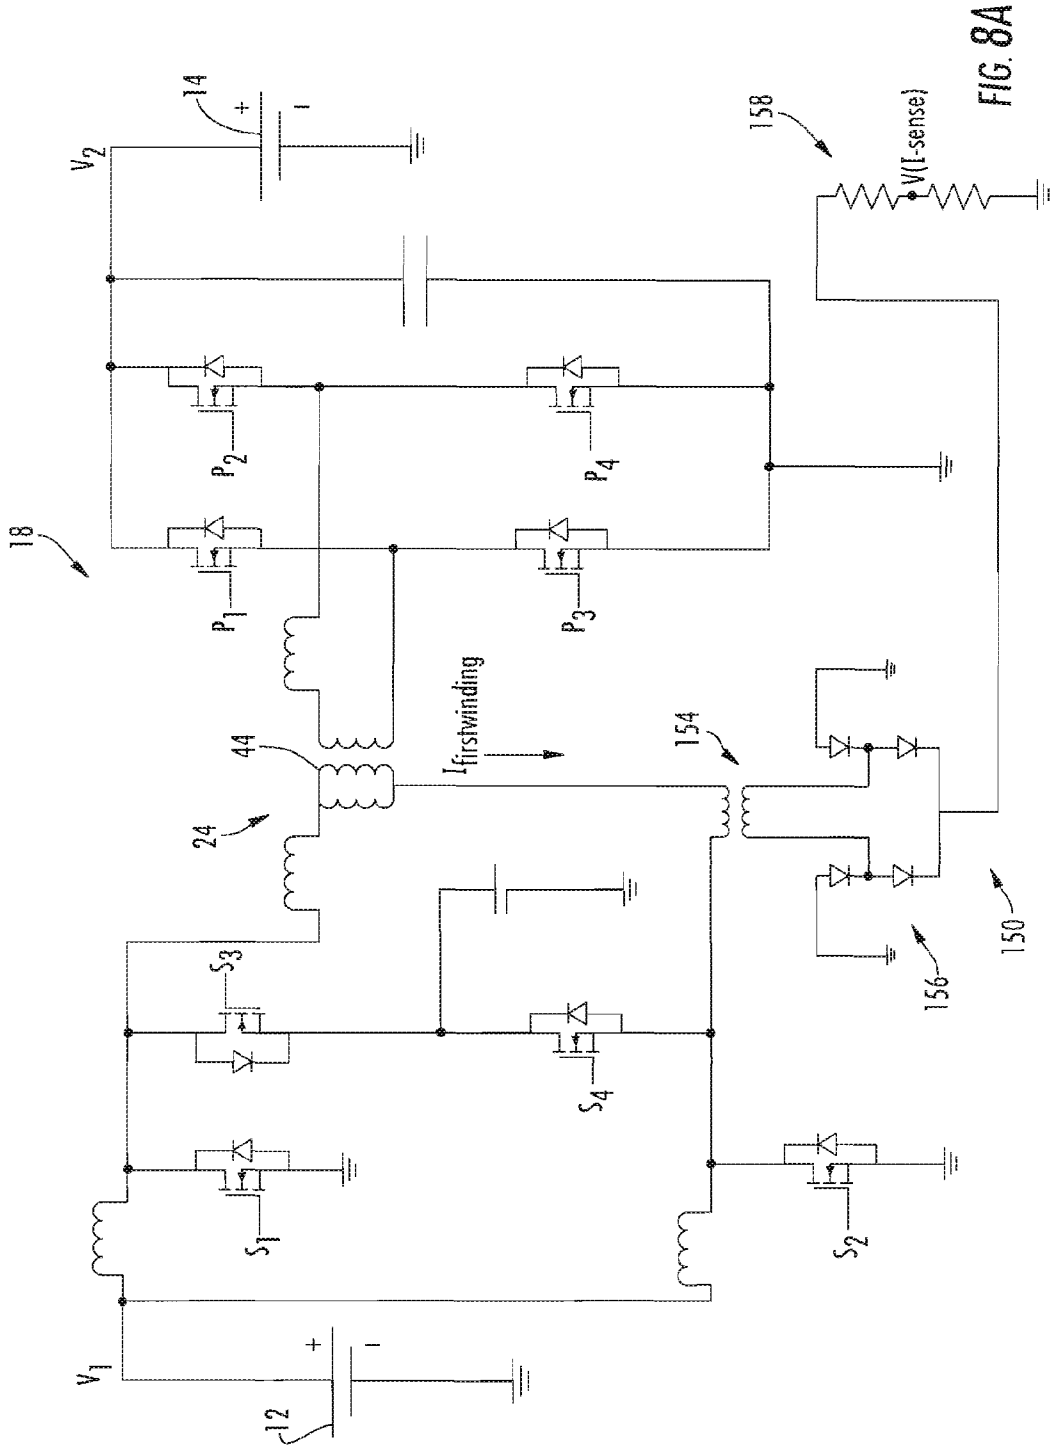 FIG. 8A
18
V2
14
+
–
P1
P2
P3
P4
24
44
Ifirstwinding
154
158
V(I-sense)
V1
12
+
–
S1
S3
S4
S2
156
150